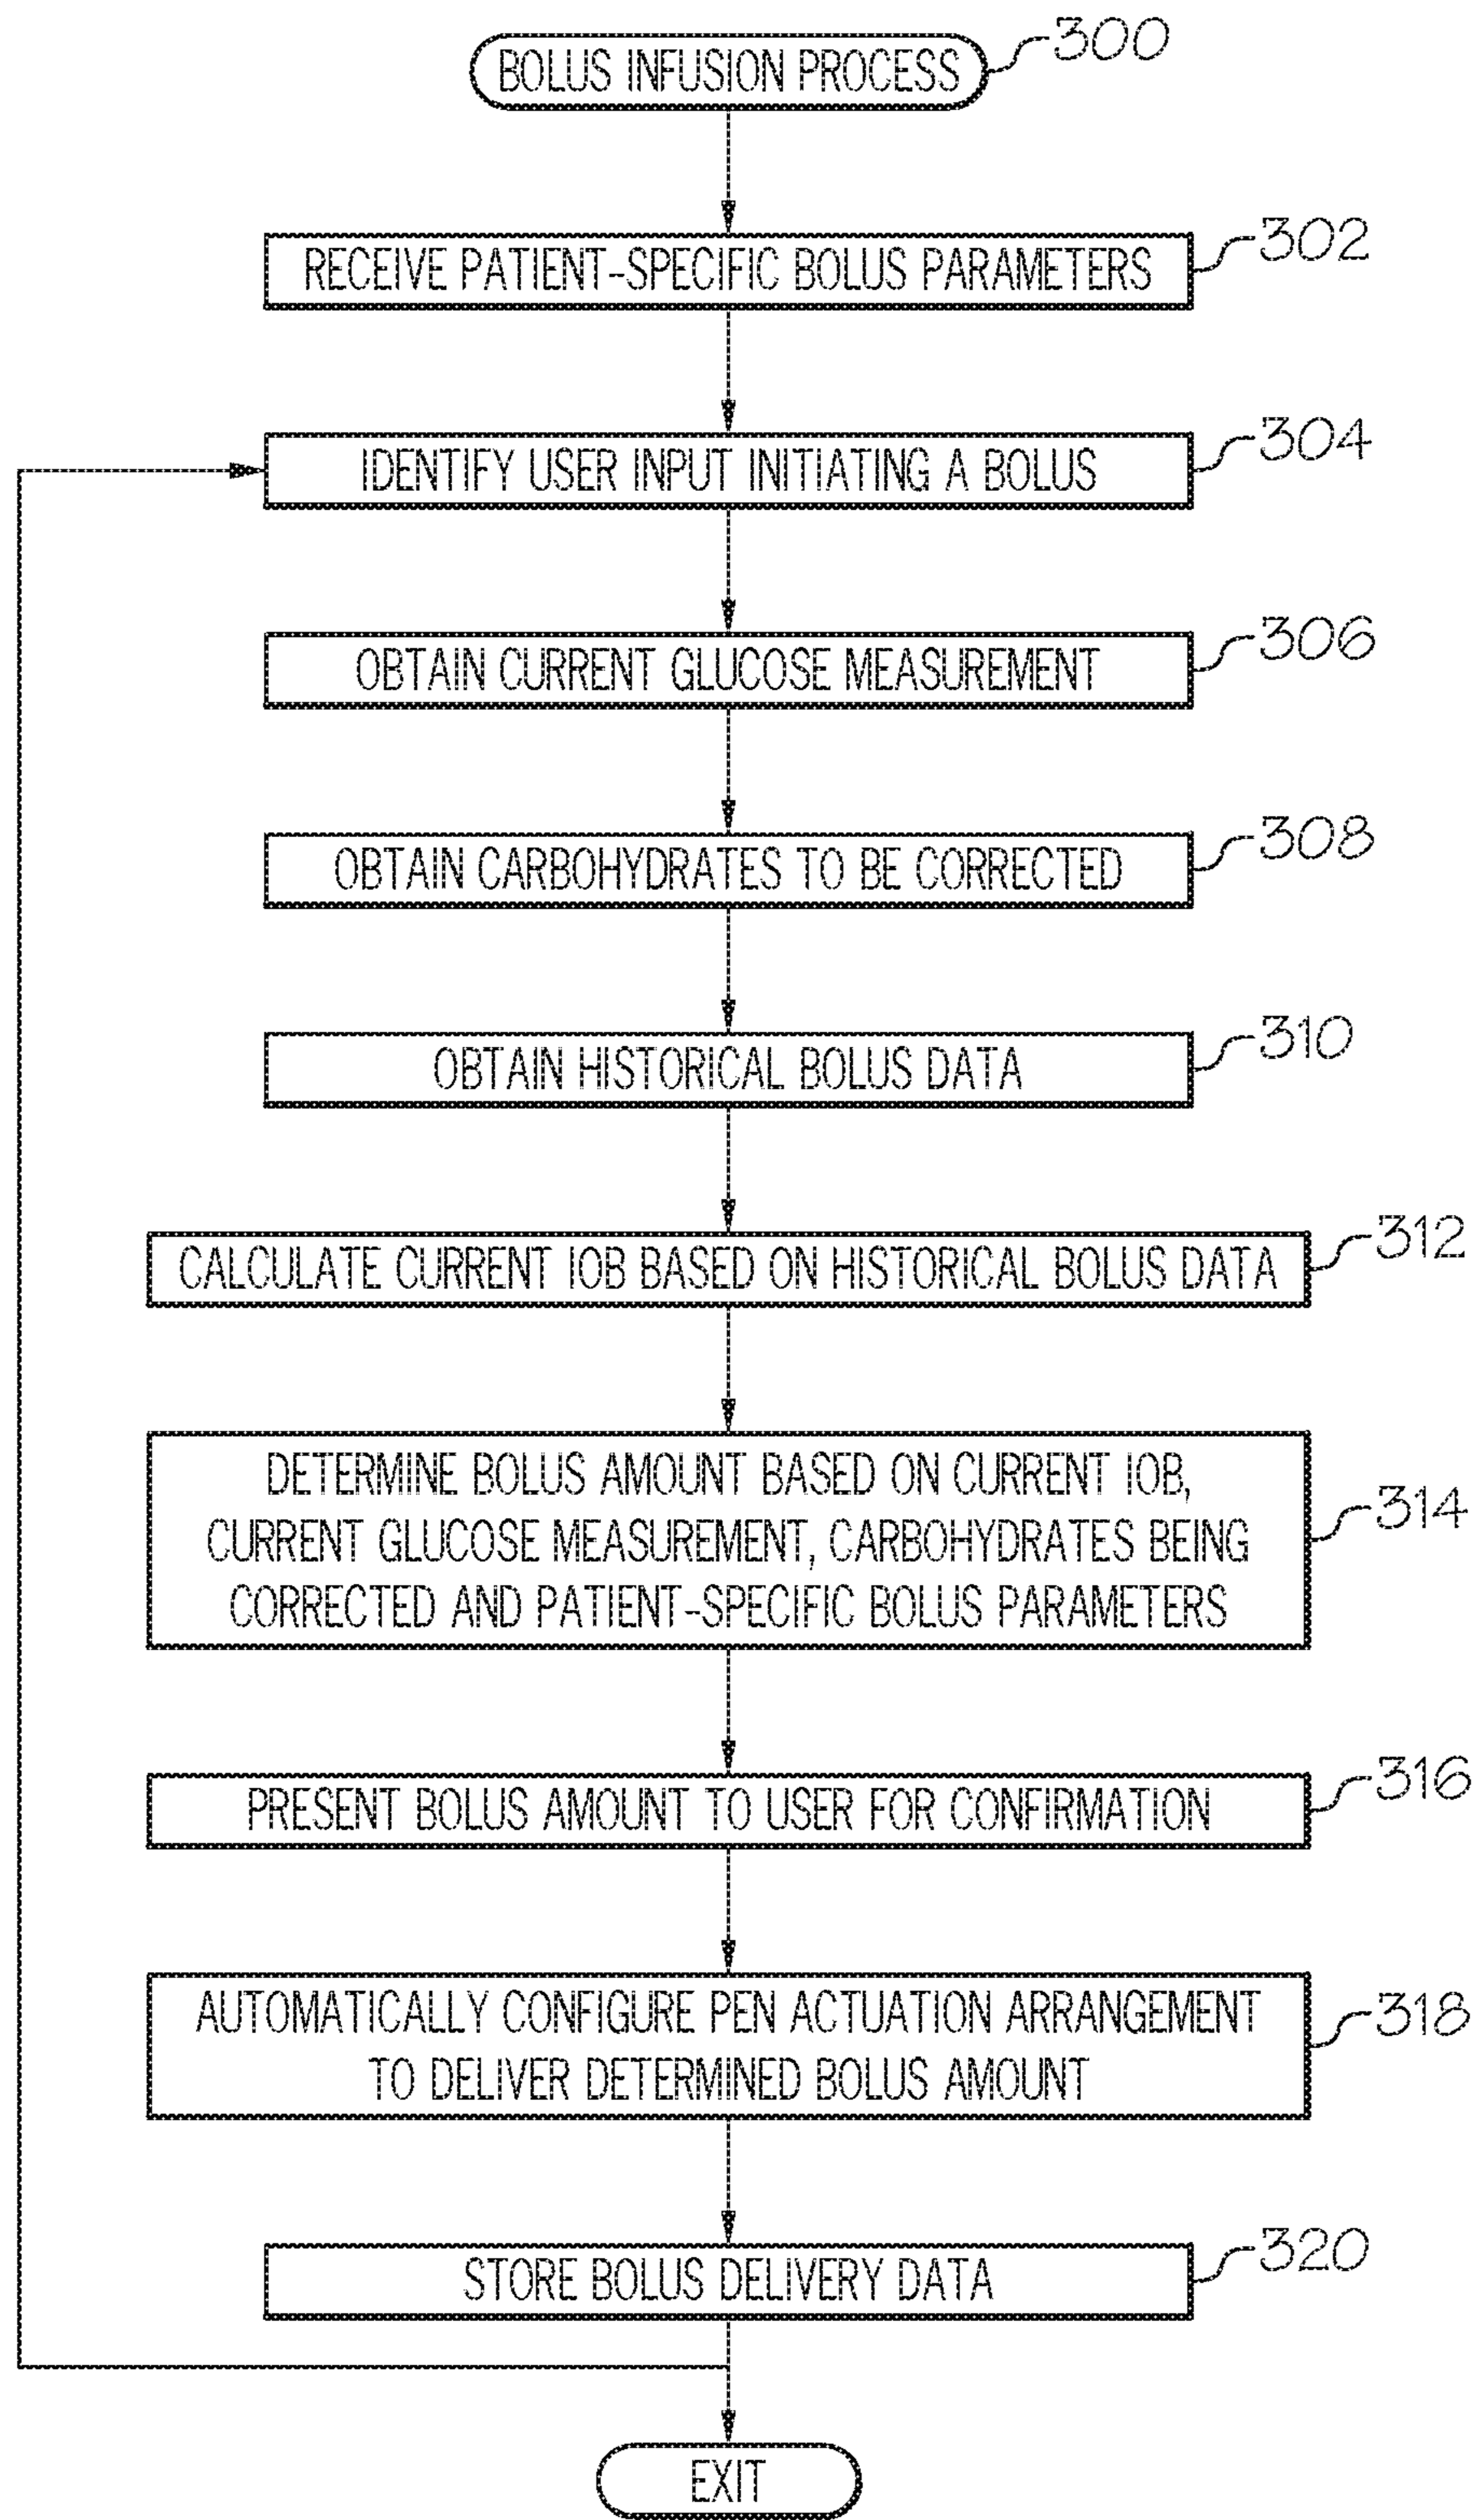 BOLUS INFUSION PROCESS
300
RECEIVE PATIENT-SPECIFIC BOLUS PARAMETERS
302
IDENTIFY USER INPUT INITIATING A BOLUS
304
OBTAIN CURRENT GLUCOSE MEASUREMENT
306
OBTAIN CARBOHYDRATES TO BE CORRECTED
308
OBTAIN HISTORICAL BOLUS DATA
310
CALCULATE CURRENT IOB BASED ON HISTORICAL BOLUS DATA
312
DETERMINE BOLUS AMOUNT BASED ON CURRENT IOB,
CURRENT GLUCOSE MEASUREMENT, CARBOHYDRATES BEING
CORRECTED AND PATIENT-SPECIFIC BOLUS PARAMETERS
314
PRESENT BOLUS AMOUNT TO USER FOR CONFIRMATION
316
AUTOMATICALLY CONFIGURE PEN ACTUATION ARRANGEMENT
TO DELIVER DETERMINED BOLUS AMOUNT
318
STORE BOLUS DELIVERY DATA
320
EXIT